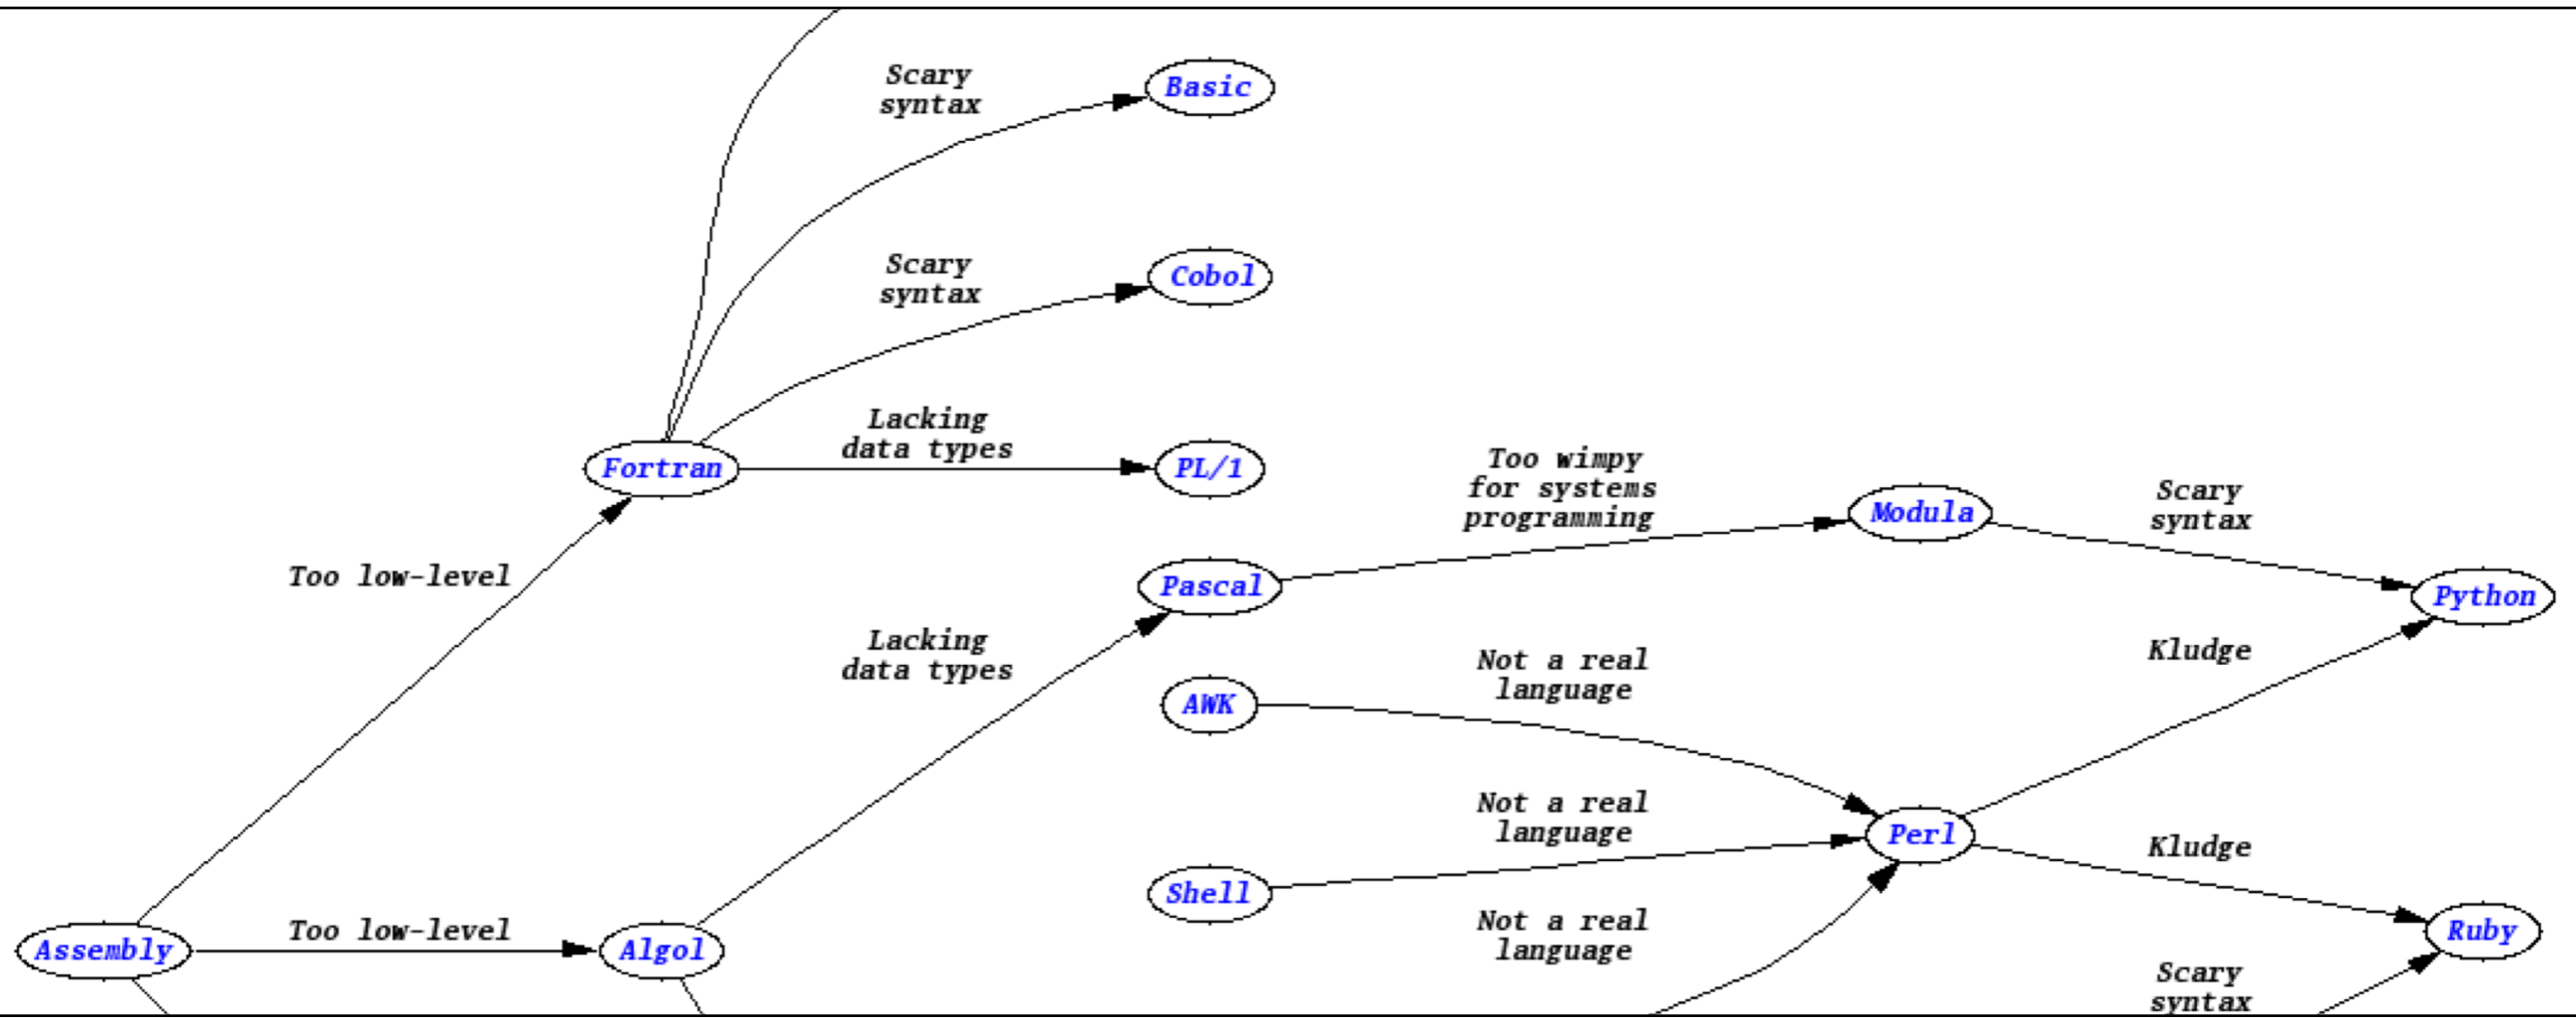 Scary
syntax
Basic
Scary
syntax
Cobol
Lacking
data types
Fortran
PL/1
Too wimpy
for systems
programming
Modula
Scary
syntax
Too low-level
Pascal
Python
Lacking
data types
Not a real
language
Kludge
AWK
Not a real
language
Perl
Kludge
Shell
Not a real
language
Too low-level
Assembly
Algol
Ruby
Scary
syntax